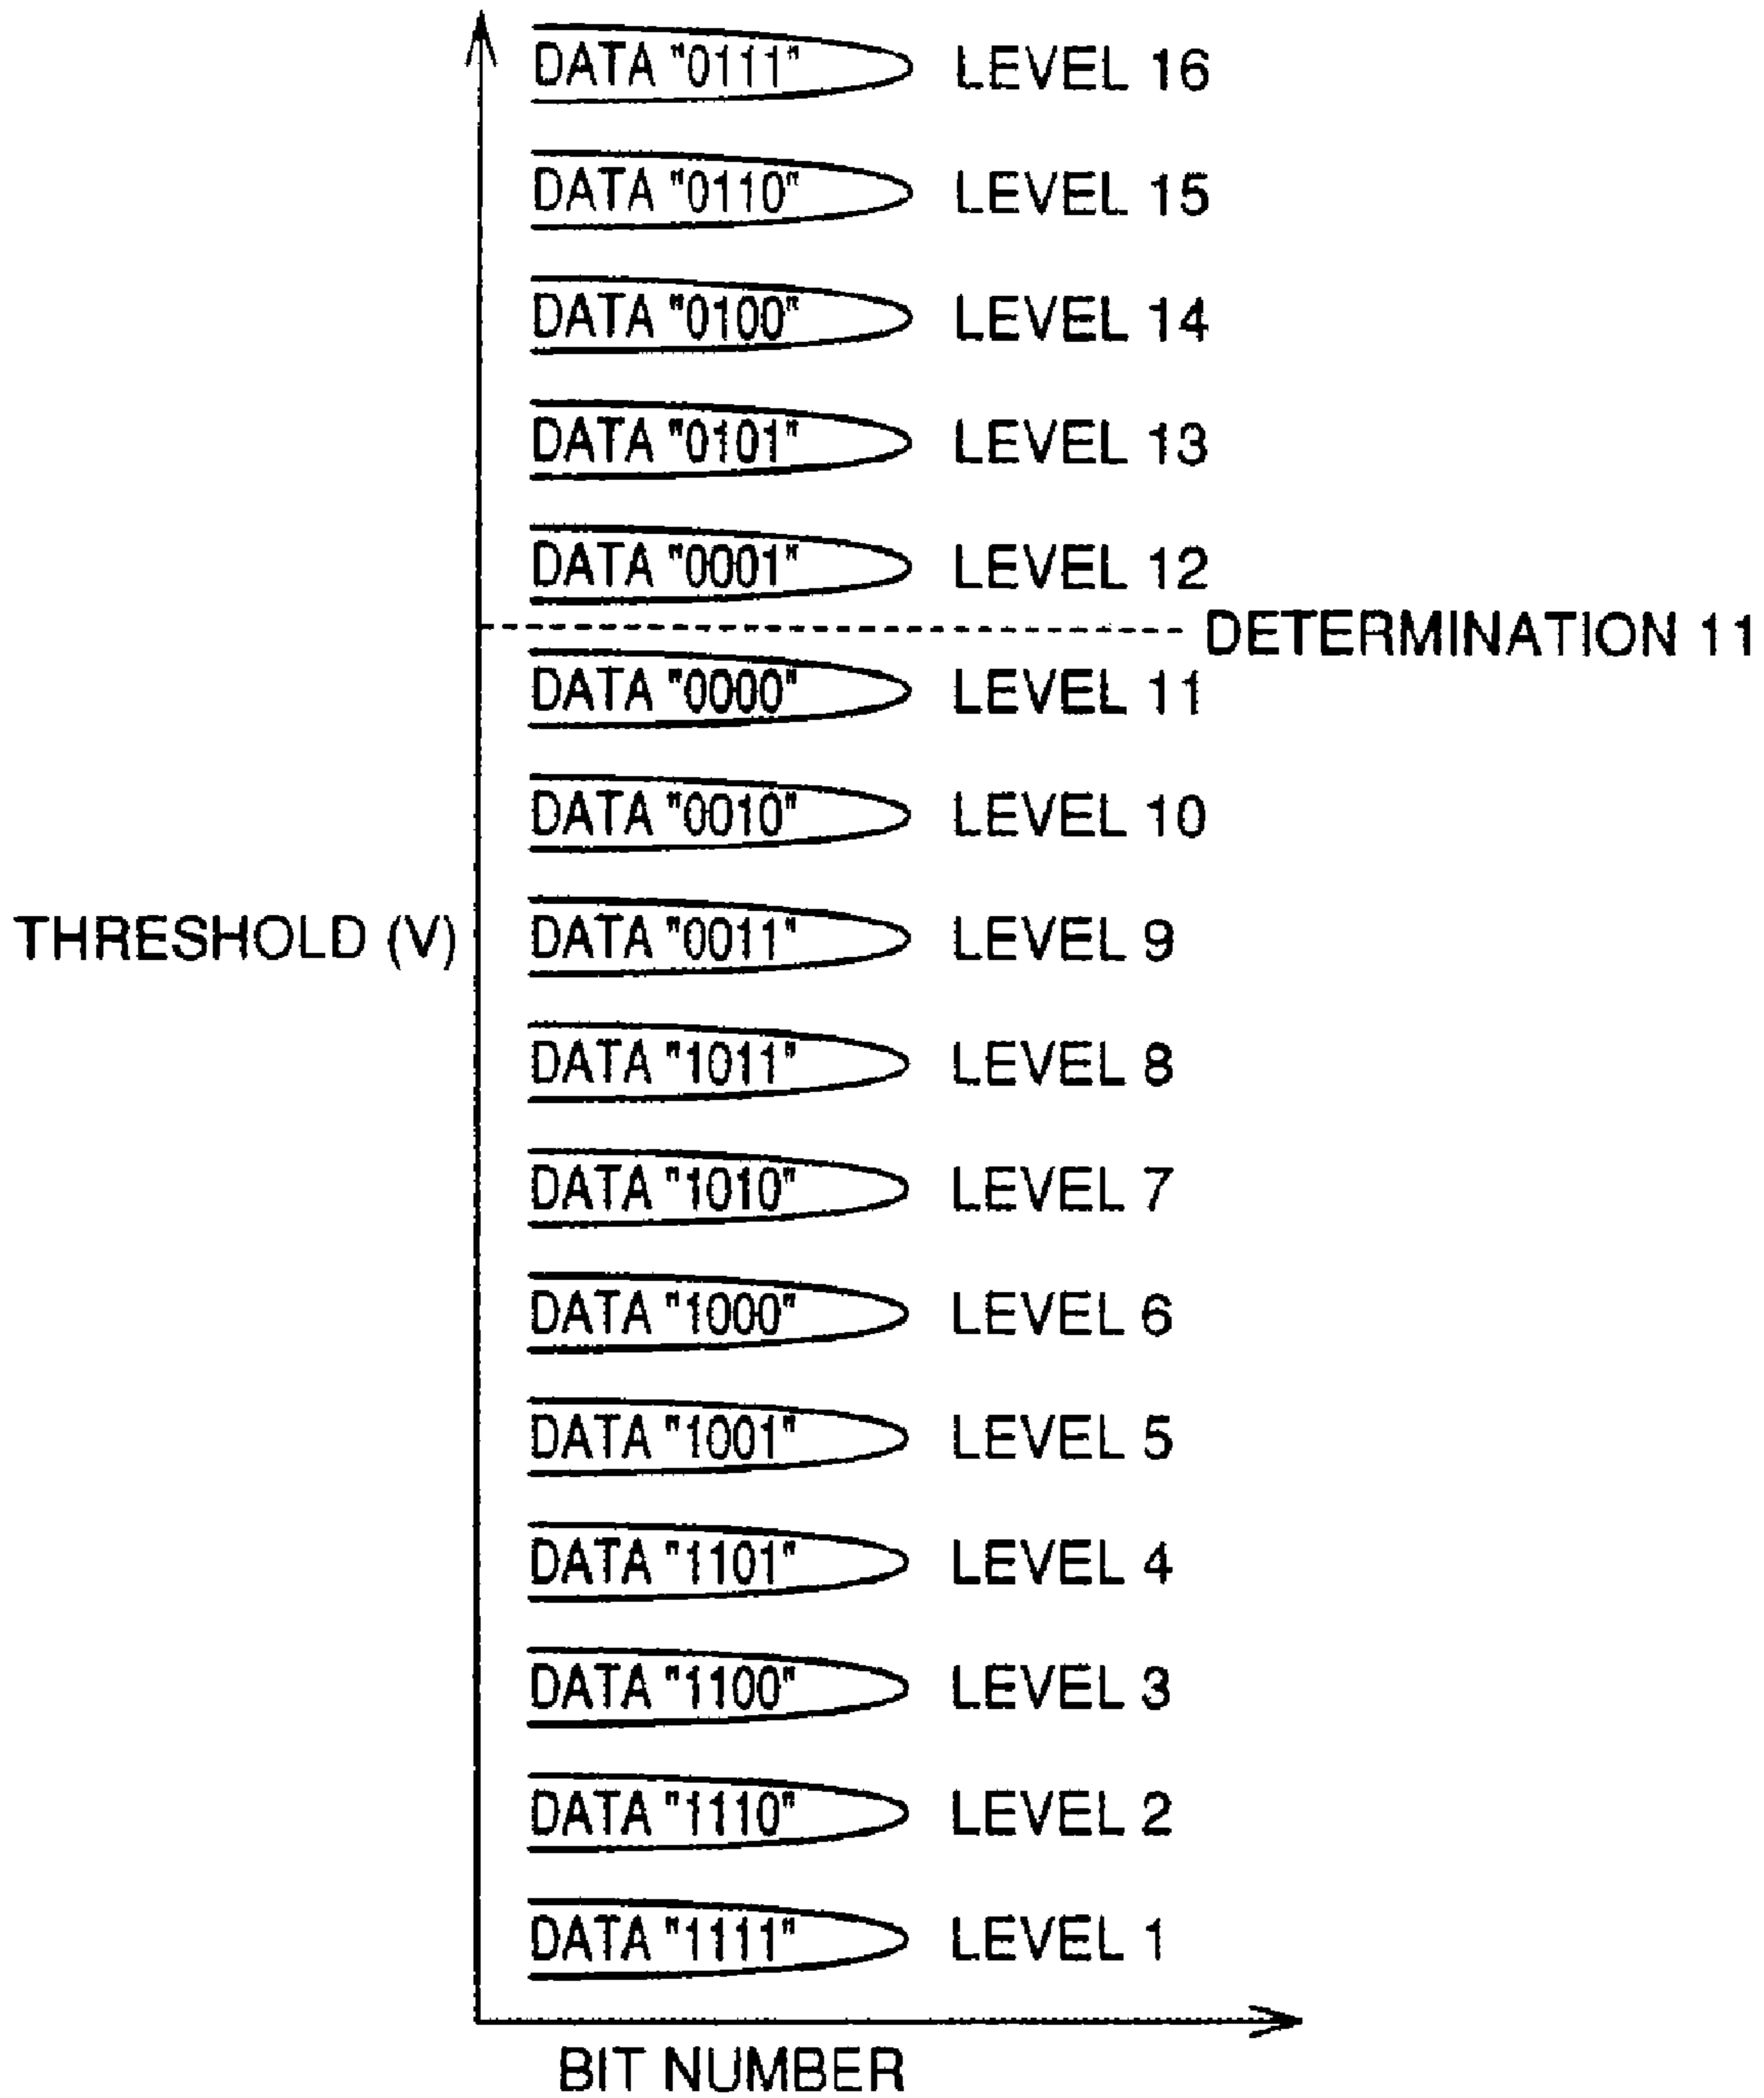 DATA "0111" LEVEL 16
DATA "0110" LEVEL 15
DATA "0100" LEVEL 14
DATA "0101" LEVEL 13
DATA "0001" LEVEL 12
DETERMINATION 11
DATA "0000" LEVEL 11
DATA "0010" LEVEL 10
THRESHOLD (V) DATA "0011" LEVEL 9
DATA "1011" LEVEL 8
DATA "1010" LEVEL 7
DATA "1000" LEVEL 6
DATA "1001" LEVEL 5
DATA "1101" LEVEL 4
DATA "1100" LEVEL 3
DATA "1110" LEVEL 2
DATA "1111" LEVEL 1
BIT NUMBER